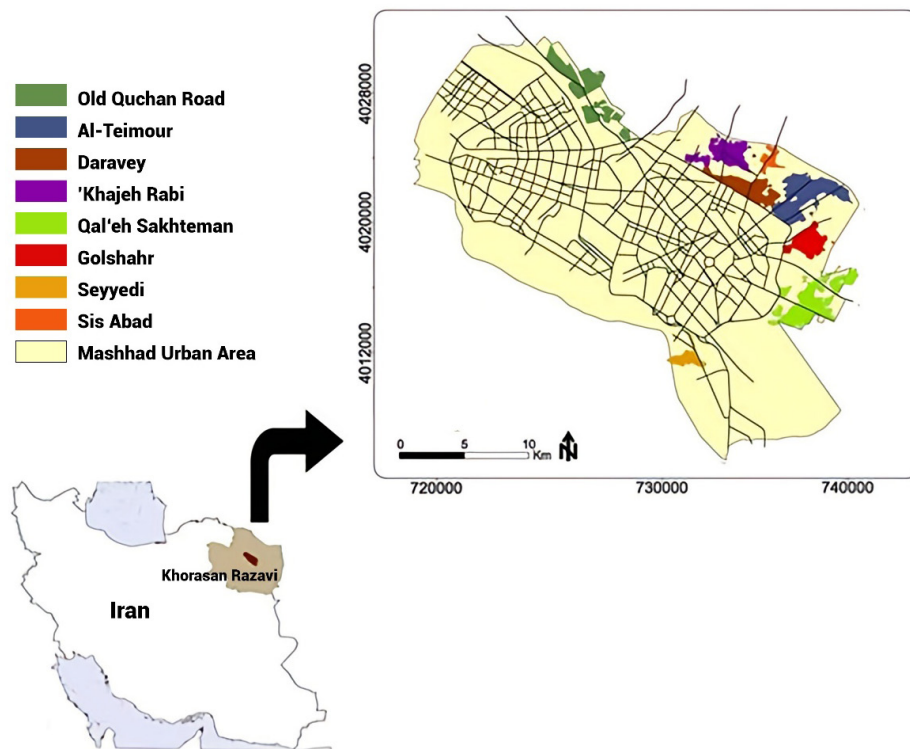 Old Quchan Road
Al-Teimour
Daravey
'Khajeh Rabi
Qal'eh Sakhteman
Golshahr
Seyyedi
Sis Abad
Mashhad Urban Area
4028000
4020000
4012000
0 5 10
Km
N
720000 730000 740000
Khorasan Razavi
Iran